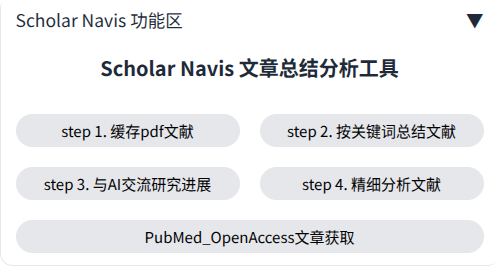 Scholar Navis 功能区
Scholar Navis 文章总结分析工具
step 1. 缓存pdf文献
step 2. 按关键词总结文献
step 3. 与AI交流研究进展
step 4. 精细分析文献
PubMed_OpenAccess文章获取